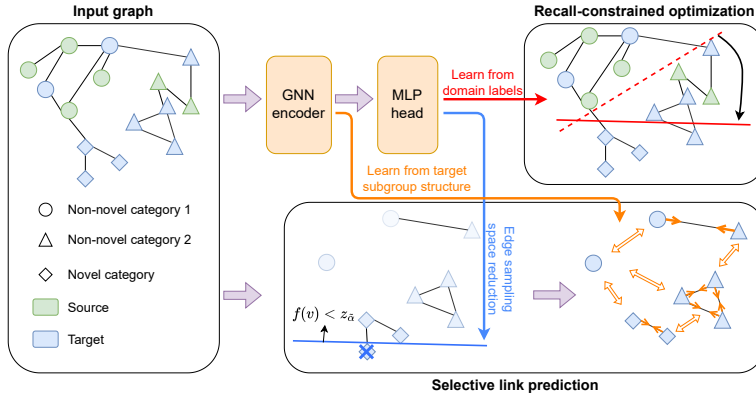 Input graph
Recall-constrained optimization
GNN
encoder
MLP
head
Learn from
domain labels
Learn from target
subgroup structure
Non-novel category 1
Non-novel category 2
Novel category
Source
Target
Edge sampling
space reduction
f(v) < z_α̃
Selective link prediction